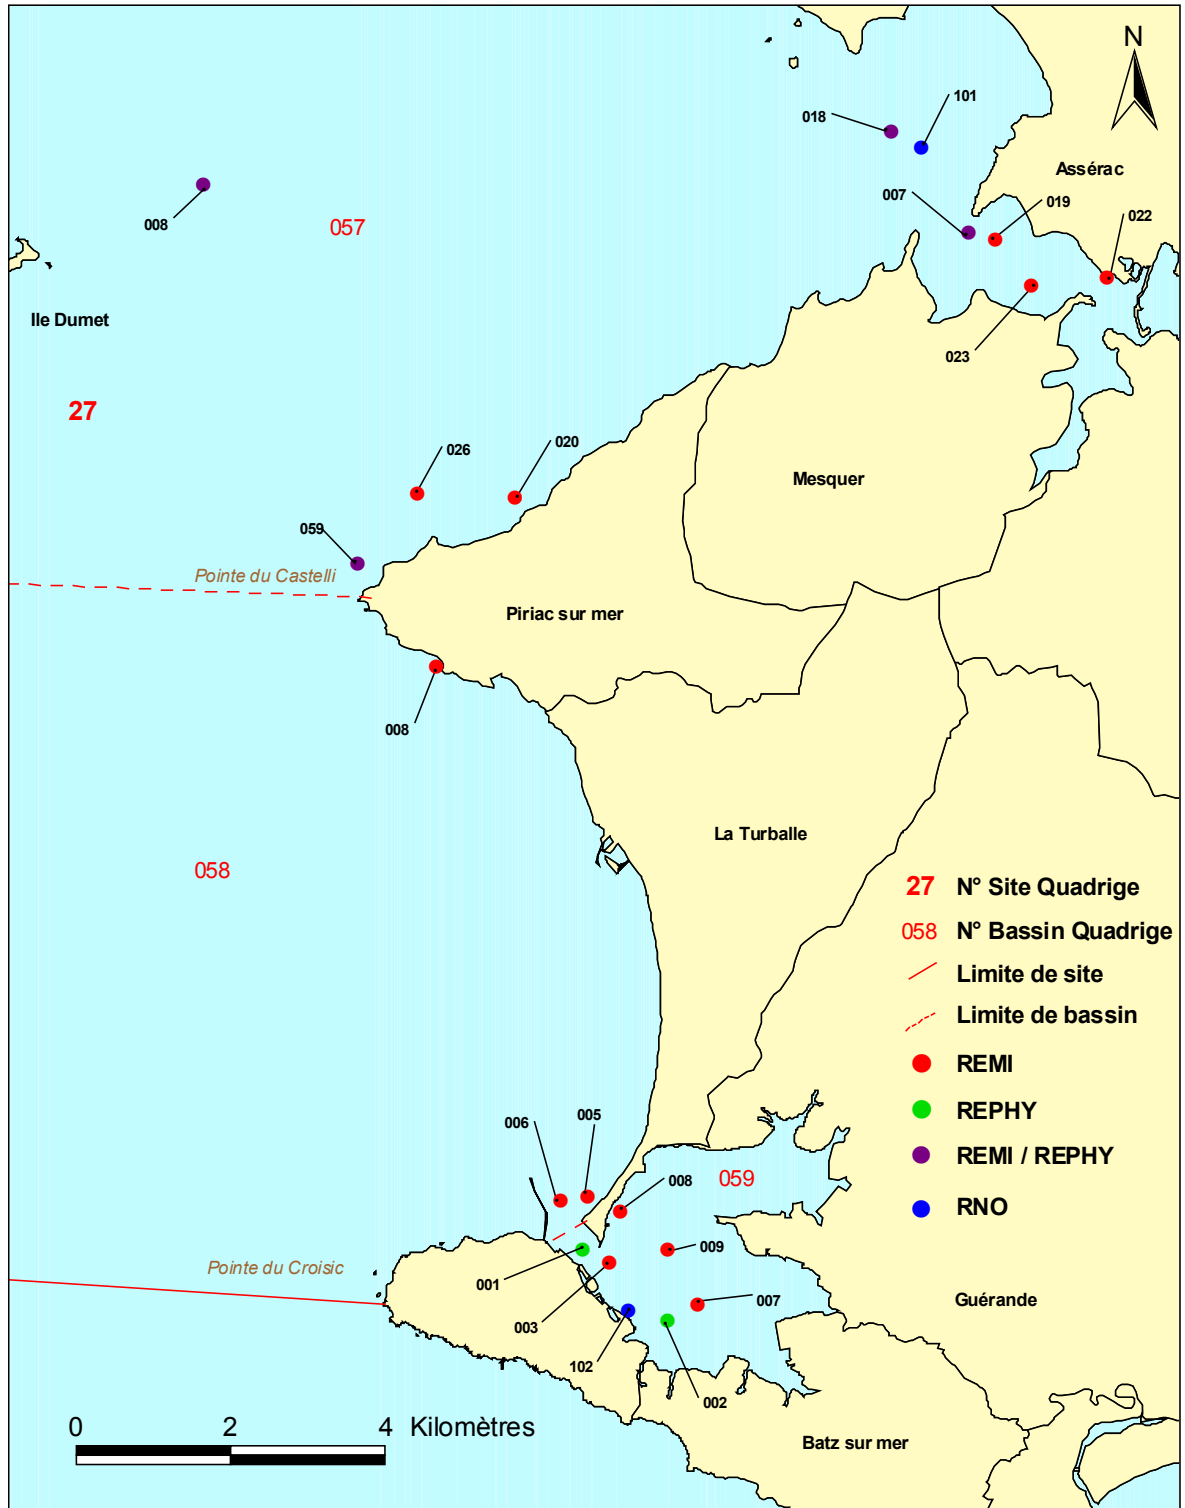 N
101
018
Assérac
007
019
022
008
057
Ile Dumet
023
27
026
020
Mesquer
059
Pointe du Castelli
Piriac sur mer
008
La Turballe
058
27 N° Site Quadrige
058 N° Bassin Quadrige
Limite de site
Limite de bassin
REMI
REPHY
REMI / REPHY
RNO
006
005
008
059
009
Pointe du Croisic
001
007
Guérande
003
102
002
0 2 4 Kilomètres
Batz sur mer